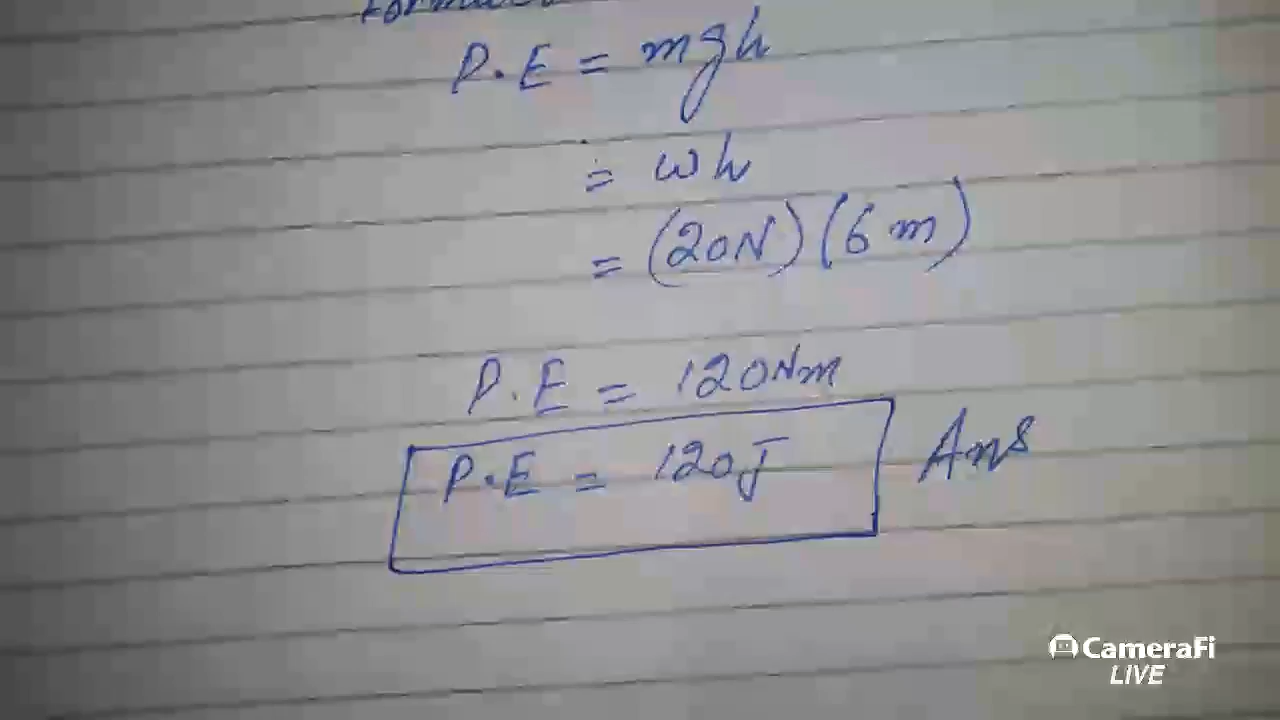 P.E = mgh
= wh
= (20N)(6m)
P.E = 120Nm
P.E = 120J Ans
CameraFi
LIVE